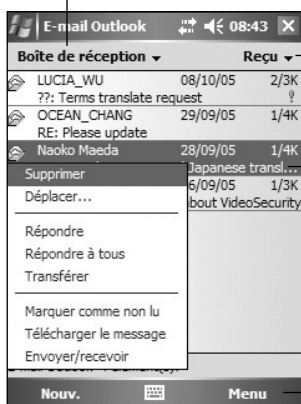 E-mail Outlook 08:43
Boîte de réception Reçu
LUCIA_WU 08/10/05 2/3K
??: Terms translate request
OCEAN_CHANG 29/09/05 1/4K
RE: Please update
Naoko Maeda 28/09/05 1/4K
Japanese transl...
6/09/05 1/3K
bout VideoSecurity
Supprimer
Déplacer...
Répondre
Répondre à tous
Transférer
Marquer comme non lu
Télécharger le message
Envoyer/recevoir
Nouv. Menu